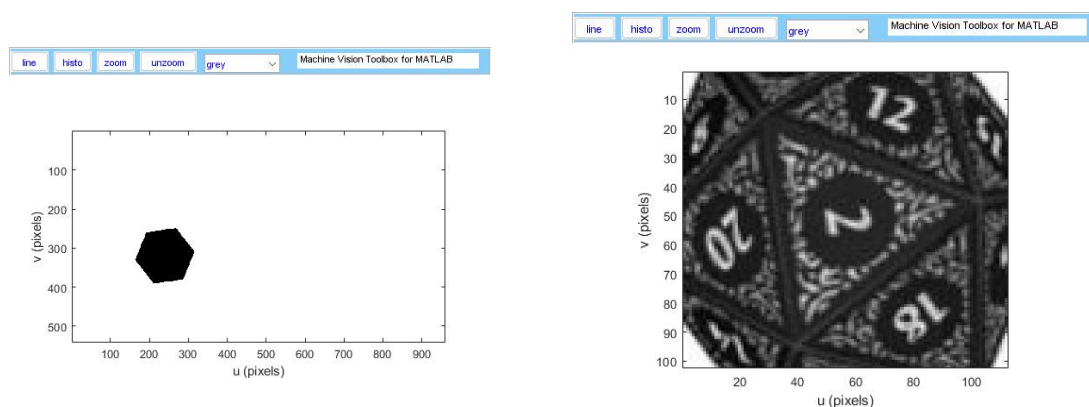 line histo zoom unzoom grey Machine Vision Toolbox for MATLAB
100
200
300
400
500
v (pixels)
100 200 300 400 500 600 700 800 900
u (pixels)
line histo zoom unzoom grey Machine Vision Toolbox for MATLAB
10
20
30
40
50
60
70
80
90
100
v (pixels)
12
2
20
18
20 40 60 80 100
u (pixels)